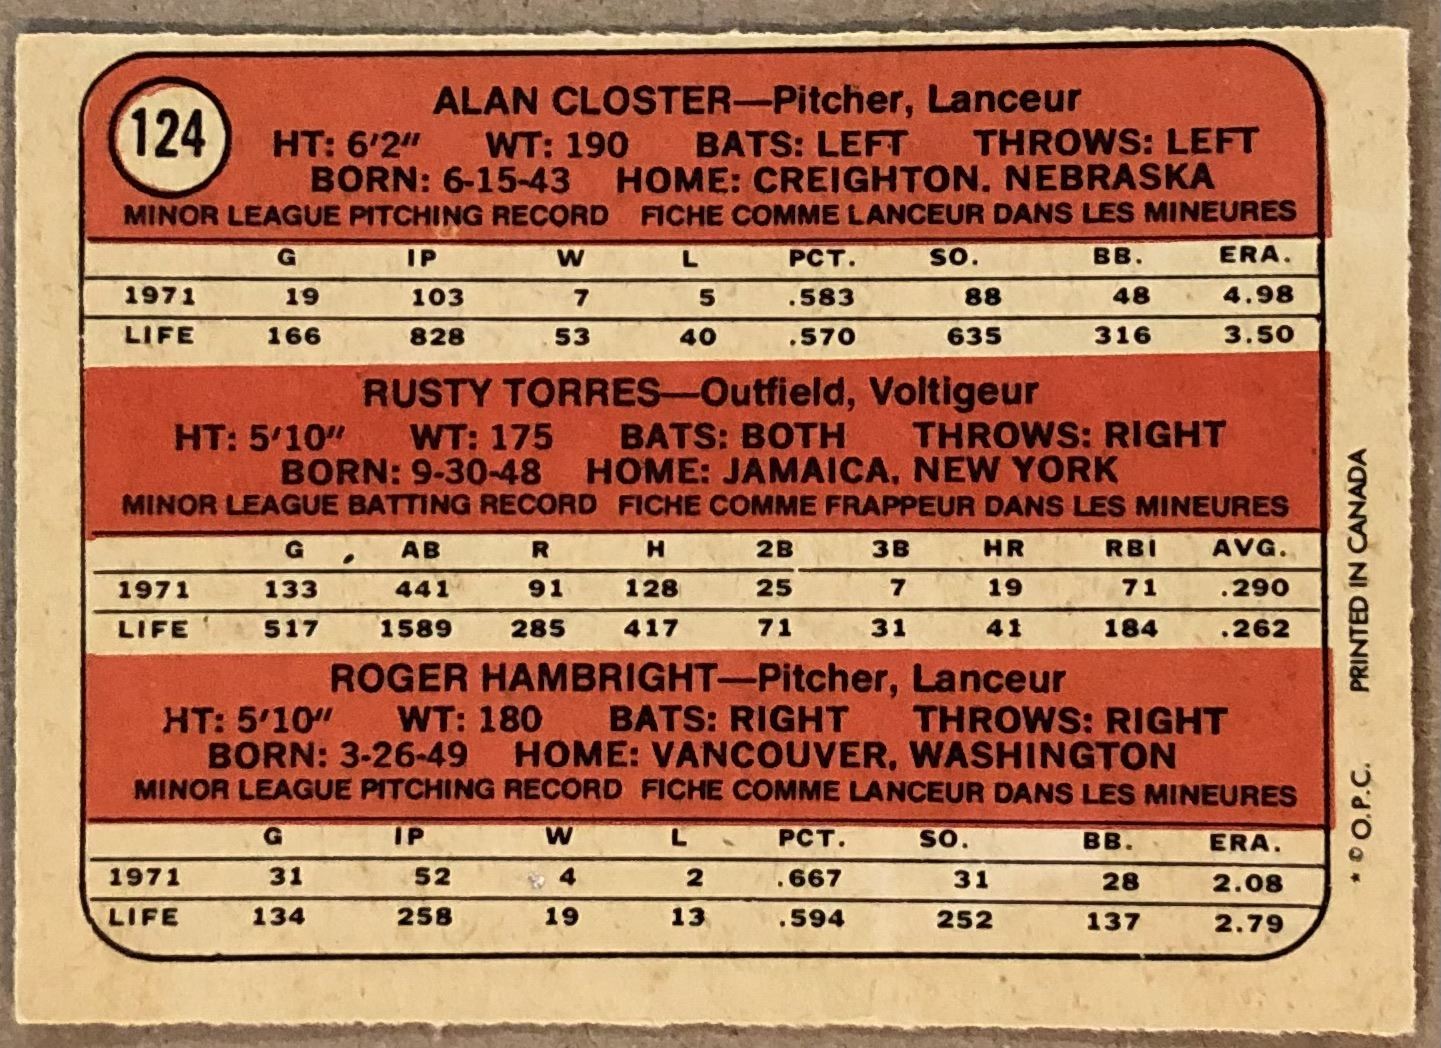 124
ALAN CLOSTER—Pitcher, Lanceur
HT: 6'2" WT: 190 BATS: LEFT THROWS: LEFT
BORN: 6-15-43 HOME: CREIGHTON, NEBRASKA
MINOR LEAGUE PITCHING RECORD FICHE COMME LANCEUR DANS LES MINEURES
G IP W L PCT. SO. BB. ERA.
1971 19 103 7 5 .583 88 48 4.98
LIFE 166 828 53 40 .570 635 316 3.50
RUSTY TORRES—Outfield, Voltigeur
HT: 5'10" WT: 175 BATS: BOTH THROWS: RIGHT
BORN: 9-30-48 HOME: JAMAICA, NEW YORK
MINOR LEAGUE BATTING RECORD FICHE COMME FRAPPEUR DANS LES MINEURES
G AB R H 2B 3B HR RBI AVG.
1971 133 441 91 128 25 7 19 71 .290
LIFE 517 1589 285 417 71 31 41 184 .262
ROGER HAMBRIGHT—Pitcher, Lanceur
HT: 5'10" WT: 180 BATS: RIGHT THROWS: RIGHT
BORN: 3-26-49 HOME: VANCOUVER, WASHINGTON
MINOR LEAGUE PITCHING RECORD FICHE COMME LANCEUR DANS LES MINEURES
G IP W L PCT. SO. BB. ERA.
1971 31 52 4 2 .667 31 28 2.08
LIFE 134 258 19 13 .594 252 137 2.79
* © O.P.C. PRINTED IN CANADA